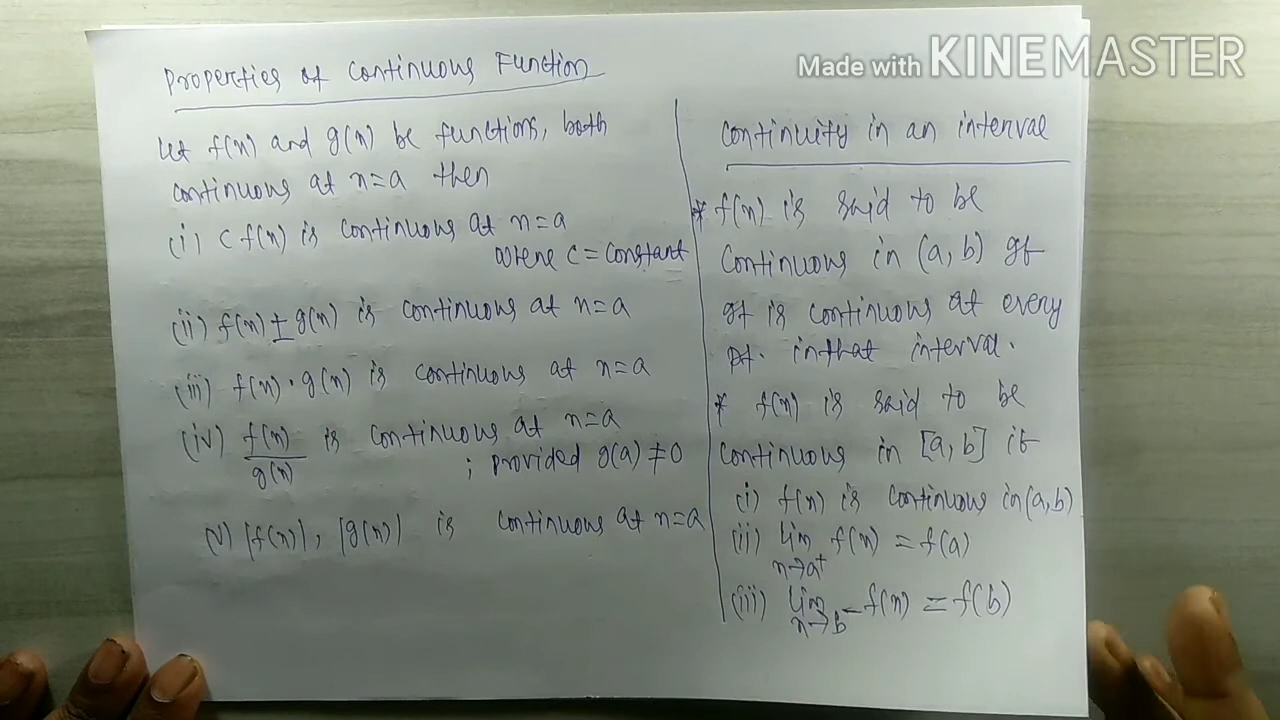 Made with KINEMASTER
Properties of Continuous Function
Let f(x) and g(x) be functions, both
continuous at x=a then
(i) c f(x) is continuous at x=a
where c = constant
(ii) f(x) ± g(x) is continuous at x=a
(iii) f(x) · g(x) is continuous at x=a
(iv) f(x)/g(x) is continuous at x=a
; provided g(a) ≠ 0
(v) |f(x)|, |g(x)| is continuous at x=a
Continuity in an interval
* f(x) is said to be
Continuous in (a, b) if
it is continuous at every
pt. in that interval.
* f(x) is said to be
continuous in [a, b] if
(i) f(x) is continuous in (a, b)
(ii) lim x→a⁺ f(x) = f(a)
(iii) lim x→b⁻ f(x) = f(b)